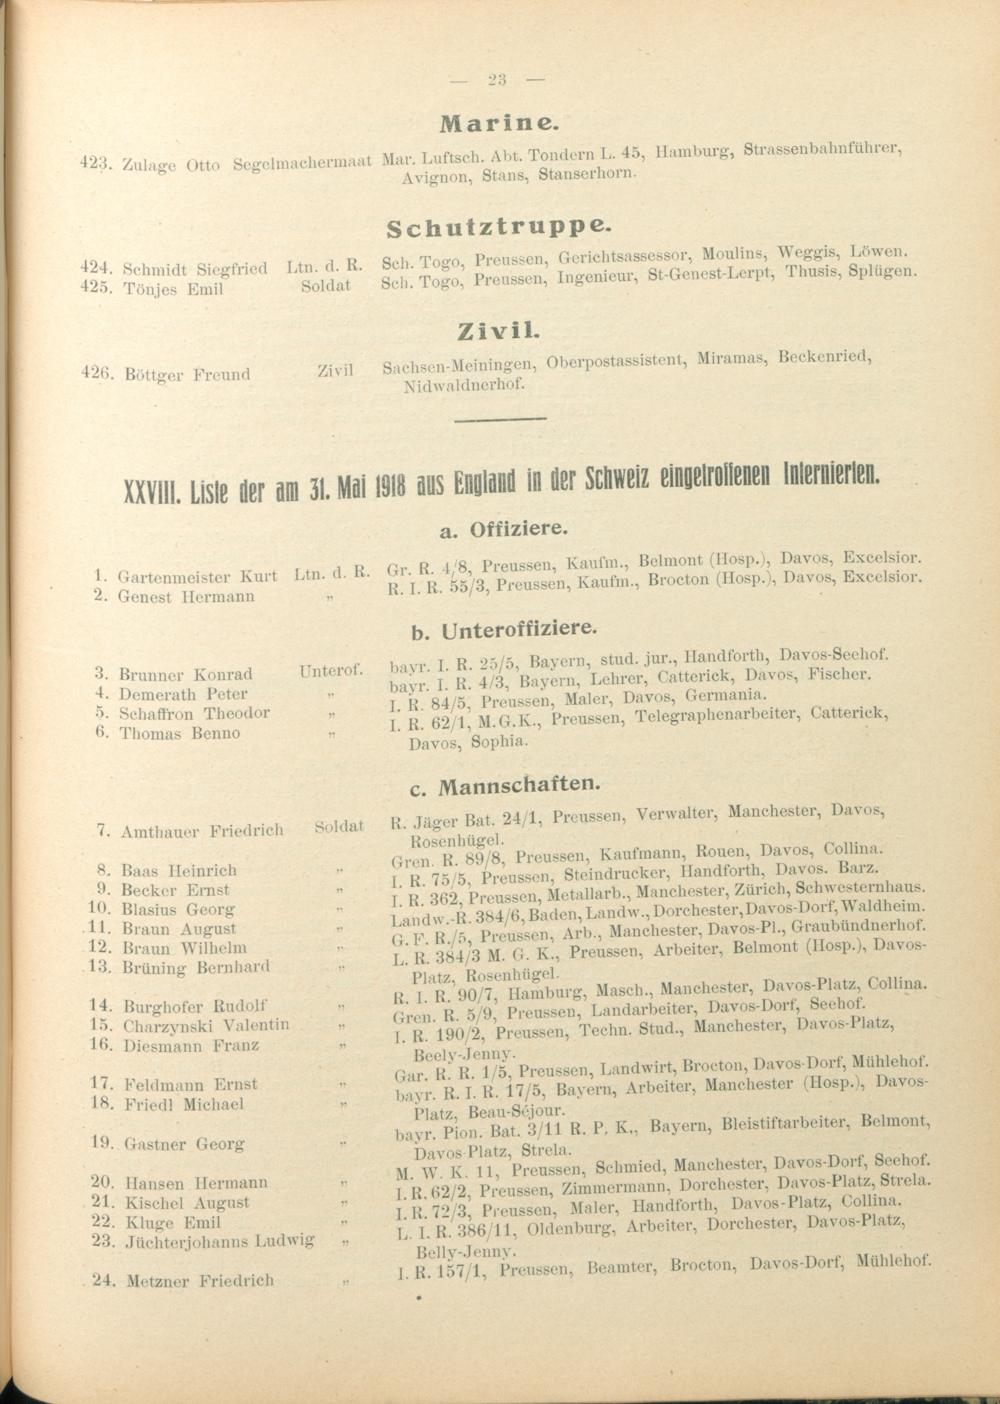 — 23 —
Marine.
423. Zulage Otto Segelmachermaat Mar. Luftsch. Abt. Tondern L. 45, Hamburg, Strassenbahnführer,
Avignon, Stans, Stanserhorn.
Schutztruppe.
424. Schmidt Siegfried Ltn. d. R. Sch. Togo, Preussen, Gerichtsassessor, Moulins, Weggis, Löwen.
425. Tönjes Emil Soldat Sch. Togo, Preussen, Ingenieur, St-Genest-Lerpt, Thusis, Splügen.
Zivil.
426. Böttger Freund Zivil Sachsen-Meiningen, Oberpostassistent, Miramas, Beckenried,
Nidwaldnerhof.
XXVIII. Liste der am 31. Mai 1918 aus England in der Schweiz eingetroffenen Internierten.
a. Offiziere.
1. Gartenmeister Kurt Ltn. d. R. Gr. R. 4/8, Preussen, Kaufm., Belmont (Hosp.), Davos, Excelsior.
2. Genest Hermann „ R. I. R. 55/3, Preussen, Kaufm., Brocton (Hosp.), Davos, Excelsior.
b. Unteroffiziere.
3. Brunner Konrad Unterof. bayr. I. R. 25/5, Bayern, stud. jur., Handforth, Davos-Seehof.
4. Demerath Peter „ bayr. I. R. 4/3, Bayern, Lehrer, Catterick, Davos, Fischer.
5. Schaffron Theodor „ I. R. 84/5, Preussen, Maler, Davos, Germania.
6. Thomas Benno „ I. R. 62/1, M.G.K., Preussen, Telegraphenarbeiter, Catterick,
Davos, Sophia.
c. Mannschaften.
7. Amthauer Friedrich Soldat R. Jäger Bat. 24/1, Preussen, Verwalter, Manchester, Davos,
Rosenhügel.
8. Baas Heinrich „ Gren. R. 89/8, Preussen, Kaufmann, Rouen, Davos, Collina.
9. Becker Ernst „ I. R. 75/5, Preussen, Steindrucker, Handforth, Davos. Barz.
10. Blasius Georg „ I. R. 362, Preussen, Metallarb., Manchester, Zürich, Schwesternhaus.
11. Braun August „ Landw.-R. 384/6, Baden, Landw., Dorchester, Davos-Dorf, Waldheim.
12. Braun Wilhelm „ G. F. R./5, Preussen, Arb., Manchester, Davos-Pl., Graubündnerhof.
13. Brüning Bernhard „ L. R. 384/3 M. G. K., Preussen, Arbeiter, Belmont (Hosp.), Davos-
Platz, Rosenhügel.
14. Burghofer Rudolf „ R. I. R. 90/7, Hamburg, Masch., Manchester, Davos-Platz, Collina.
15. Charzynski Valentin „ Gren. R. 5/9, Preussen, Landarbeiter, Davos-Dorf, Seehof.
16. Diesmann Franz „ I. R. 190/2, Preussen, Techn. Stud., Manchester, Davos-Platz,
Beely-Jenny.
17. Feldmann Ernst „ Gar. R. R. 1/5, Preussen, Landwirt, Brocton, Davos-Dorf, Mühlehof.
18. Friedl Michael „ bayr. R. I. R. 17/5, Bayern, Arbeiter, Manchester (Hosp.), Davos-
Platz, Beau-Séjour.
19. Gastner Georg „ bayr. Pion. Bat. 3/11 R. P. K., Bayern, Bleistiftarbeiter, Belmont,
Davos-Platz, Strela.
20. Hansen Hermann „ M. W. K. 11, Preussen, Schmied, Manchester, Davos-Dorf, Seehof.
21. Kischel August „ I. R. 62/2, Preussen, Zimmermann, Dorchester, Davos-Platz, Strela.
22. Kluge Emil „ I. R. 72/3, Preussen, Maler, Handforth, Davos-Platz, Collina.
23. Jüchterjohanns Ludwig „ L. I. R. 386/11, Oldenburg, Arbeiter, Dorchester, Davos-Platz,
Belly-Jenny.
24. Metzner Friedrich „ I. R. 157/1, Preussen, Beamter, Brocton, Davos-Dorf, Mühlehof.